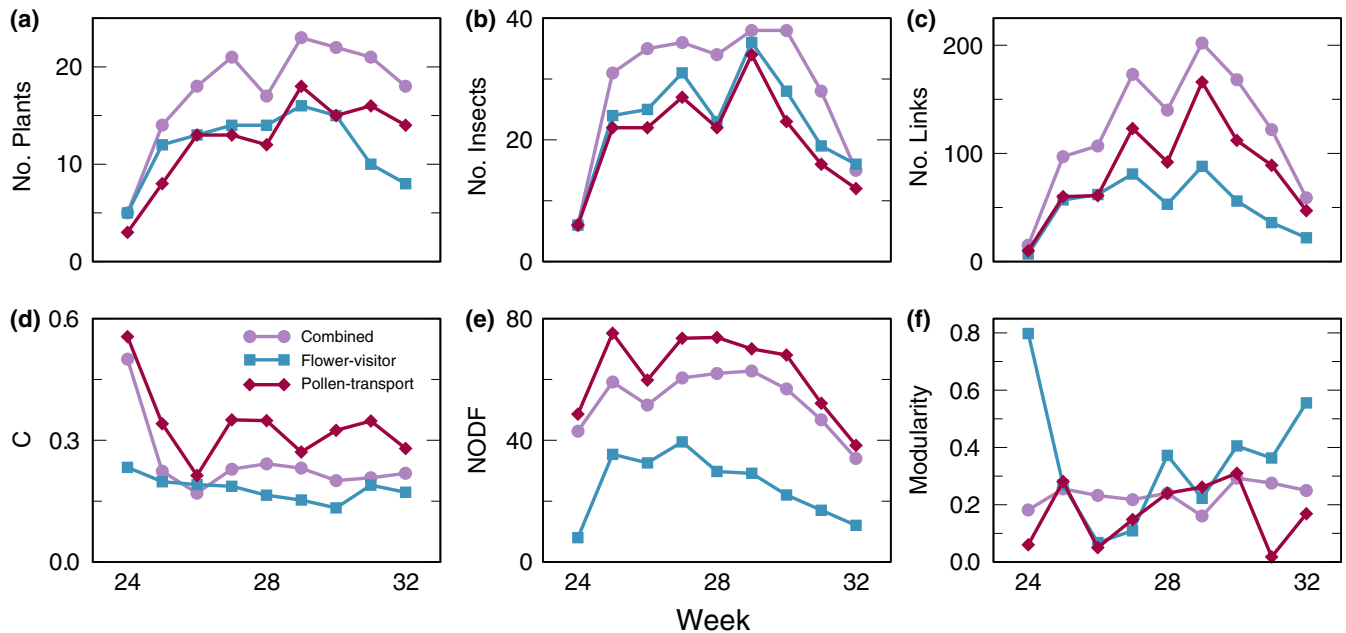 (a)
No. Plants
20
10
0
(b)
No. Insects
40
20
0
(c)
No. Links
200
100
0
(d)
C
0.6
0.3
0.0
Combined
Flower-visitor
Pollen-transport
24
28
32
(e)
NODF
80
40
0
24
28
32
(f)
Modularity
0.8
0.6
0.4
0.2
0.0
24
28
32
Week